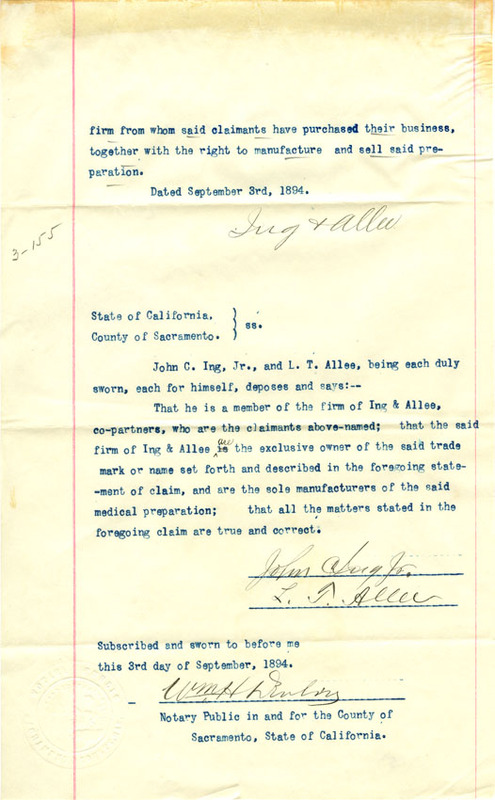 firm from whom said claimants have purchased their business,
together with the right to manufacture and sell said pre-
paration.
Dated September 3rd, 1894.
Ing & Allee
3-155
State of California. } ss.
County of Sacramento.
John C. Ing, Jr., and L. T. Allee, being each duly
sworn, each for himself, deposes and says:--
That he is a member of the firm of Ing & Allee,
co-partners, who are the claimants above-named; that the said
are
firm of Ing & Allee is the exclusive owner of the said trade
mark or name set forth and described in the foregoing state-
-ment of claim, and are the sole manufacturers of the said
medical preparation; that all the matters stated in the
foregoing claim are true and correct.
John C Ing Jr.
L. T. Allee
Subscribed and sworn to before me
this 3rd day of September, 1894.
Wm H
Notary Public in and for the County of
Sacramento, State of California.